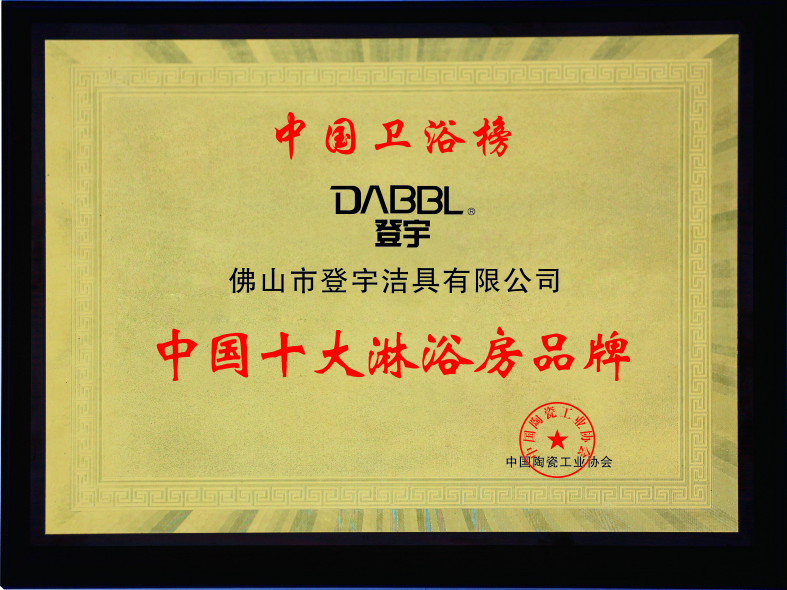 中国卫浴榜
DABBL®
登宇
佛山市登宇洁具有限公司
中国十大淋浴房品牌
中国陶瓷工业协会
中国陶瓷工业协会